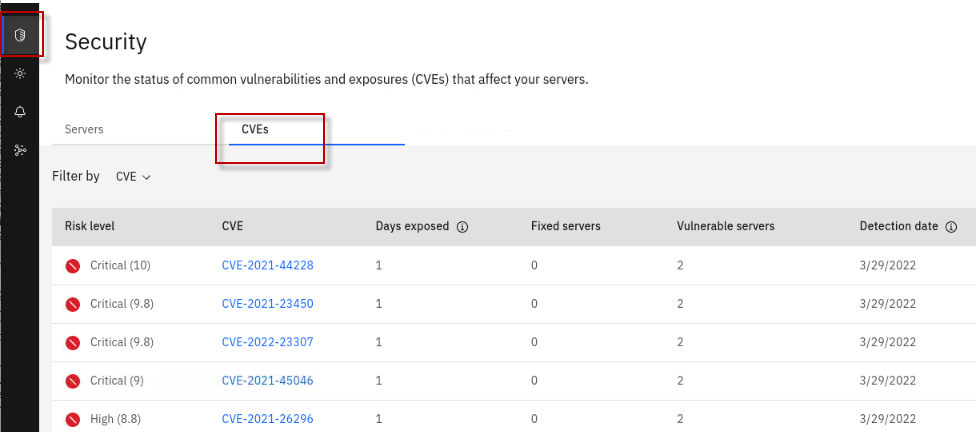 Security
Monitor the status of common vulnerabilities and exposures (CVEs) that affect your servers.
Servers CVEs
Filter by CVE
Risk level CVE Days exposed Fixed servers Vulnerable servers Detection date
Critical (10) CVE-2021-44228 1 0 2 3/29/2022
Critical (9.8) CVE-2021-23450 1 0 2 3/29/2022
Critical (9.8) CVE-2022-23307 1 0 2 3/29/2022
Critical (9) CVE-2021-45046 1 0 2 3/29/2022
High (8.8) CVE-2021-26296 1 0 2 3/29/2022